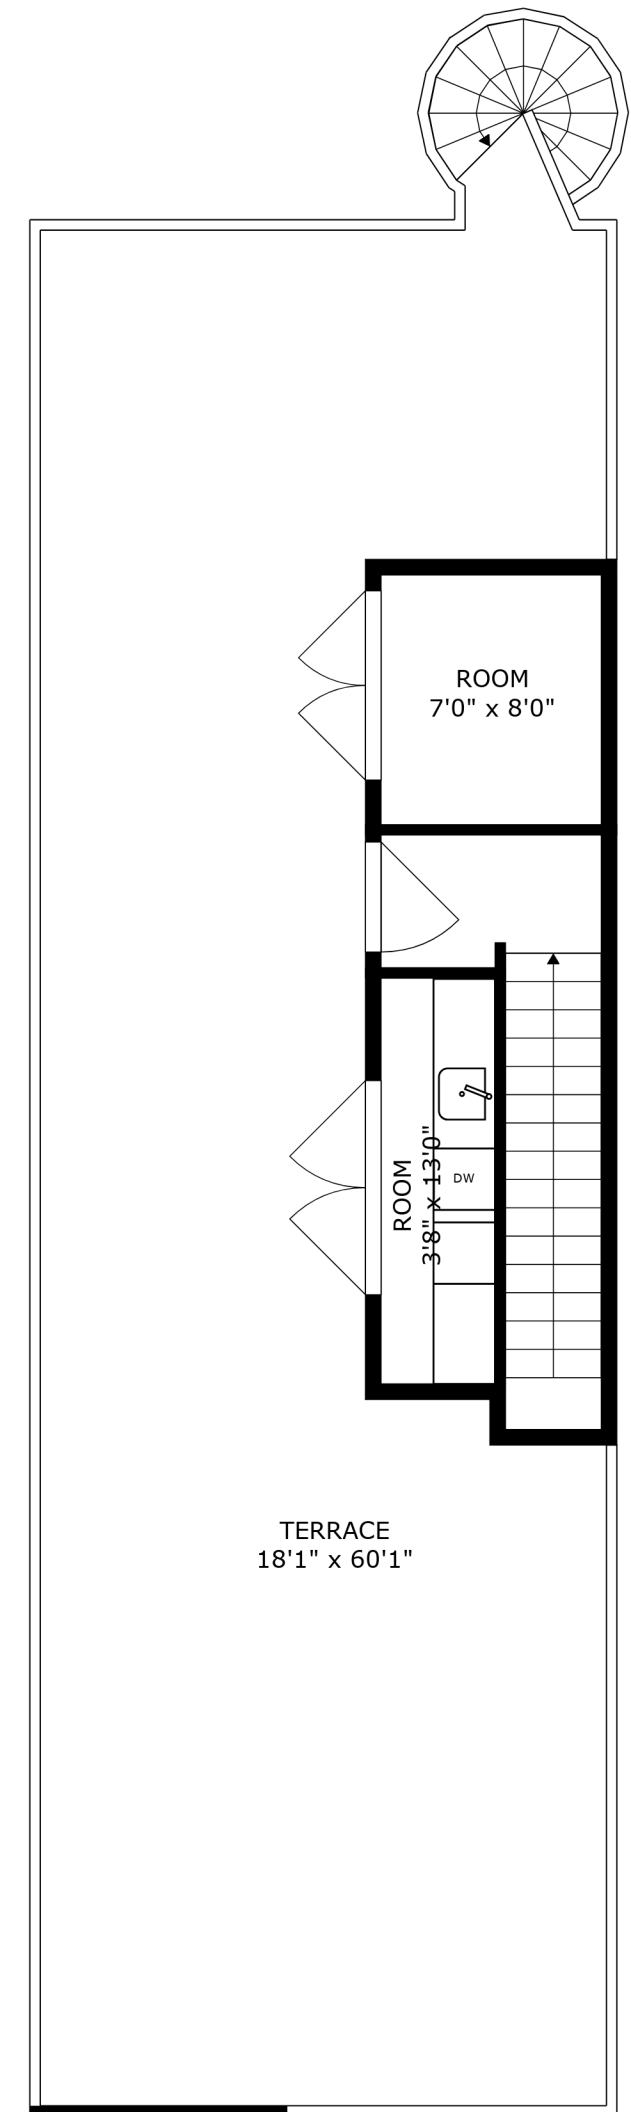 ROOM
7'0" x 8'0"
ROOM
3'8" x 13'0"
DW
TERRACE
18'1" x 60'1"